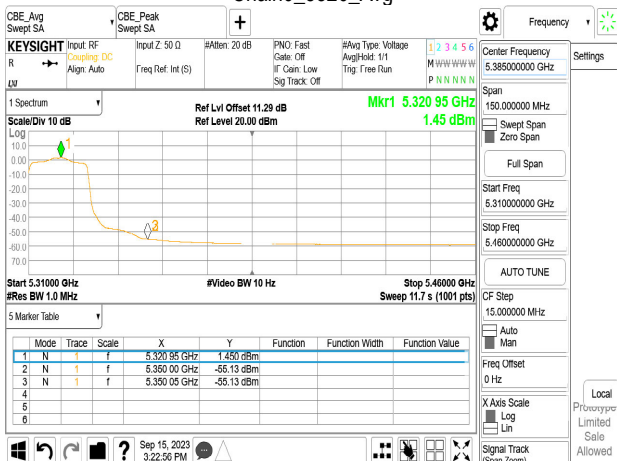 CBE_Avg
Swept SA
CBE_Peak
Swept SA
Frequency
KEYSIGHT
R
Input: RF
Coupling: DC
Align: Auto
Input Z: 50 Ω
Freq Ref: Int (S)
#Atten: 20 dB
PNO: Fast
Gate: Off
IF Gain: Low
Sig Track: Off
#Avg Type: Voltage
Avg|Hold: 1/1
Trig: Free Run
1 2 3 4 5 6
M W W W W W
P N N N N N
LXI
Center Frequency
5.385000000 GHz
Settings
Span
150.000000 MHz
Swept Span
Zero Span
Full Span
Start Freq
5.310000000 GHz
Stop Freq
5.460000000 GHz
AUTO TUNE
CF Step
15.000000 MHz
Auto
Man
Freq Offset
0 Hz
X Axis Scale
Log
Lin
Signal Track
(Span Zoom)
Local
Prototype
Limited
Sale
Allowed
1 Spectrum
Scale/Div 10 dB
Ref Lvl Offset 11.29 dB
Ref Level 20.00 dBm
Mkr1 5.320 95 GHz
1.45 dBm
Log
10.0
0.00
-10.0
-20.0
-30.0
-40.0
-50.0
-60.0
-70.0
1
3
Start 5.31000 GHz
#Res BW 1.0 MHz
#Video BW 10 Hz
Stop 5.46000 GHz
Sweep 11.7 s (1001 pts)
5 Marker Table
Mode Trace Scale X Y Function Function Width Function Value
1 N 1 f 5.320 95 GHz 1.450 dBm
2 N 1 f 5.350 00 GHz -55.13 dBm
3 N 1 f 5.350 05 GHz -55.13 dBm
4
5
6
?
Sep 15, 2023
3:22:56 PM